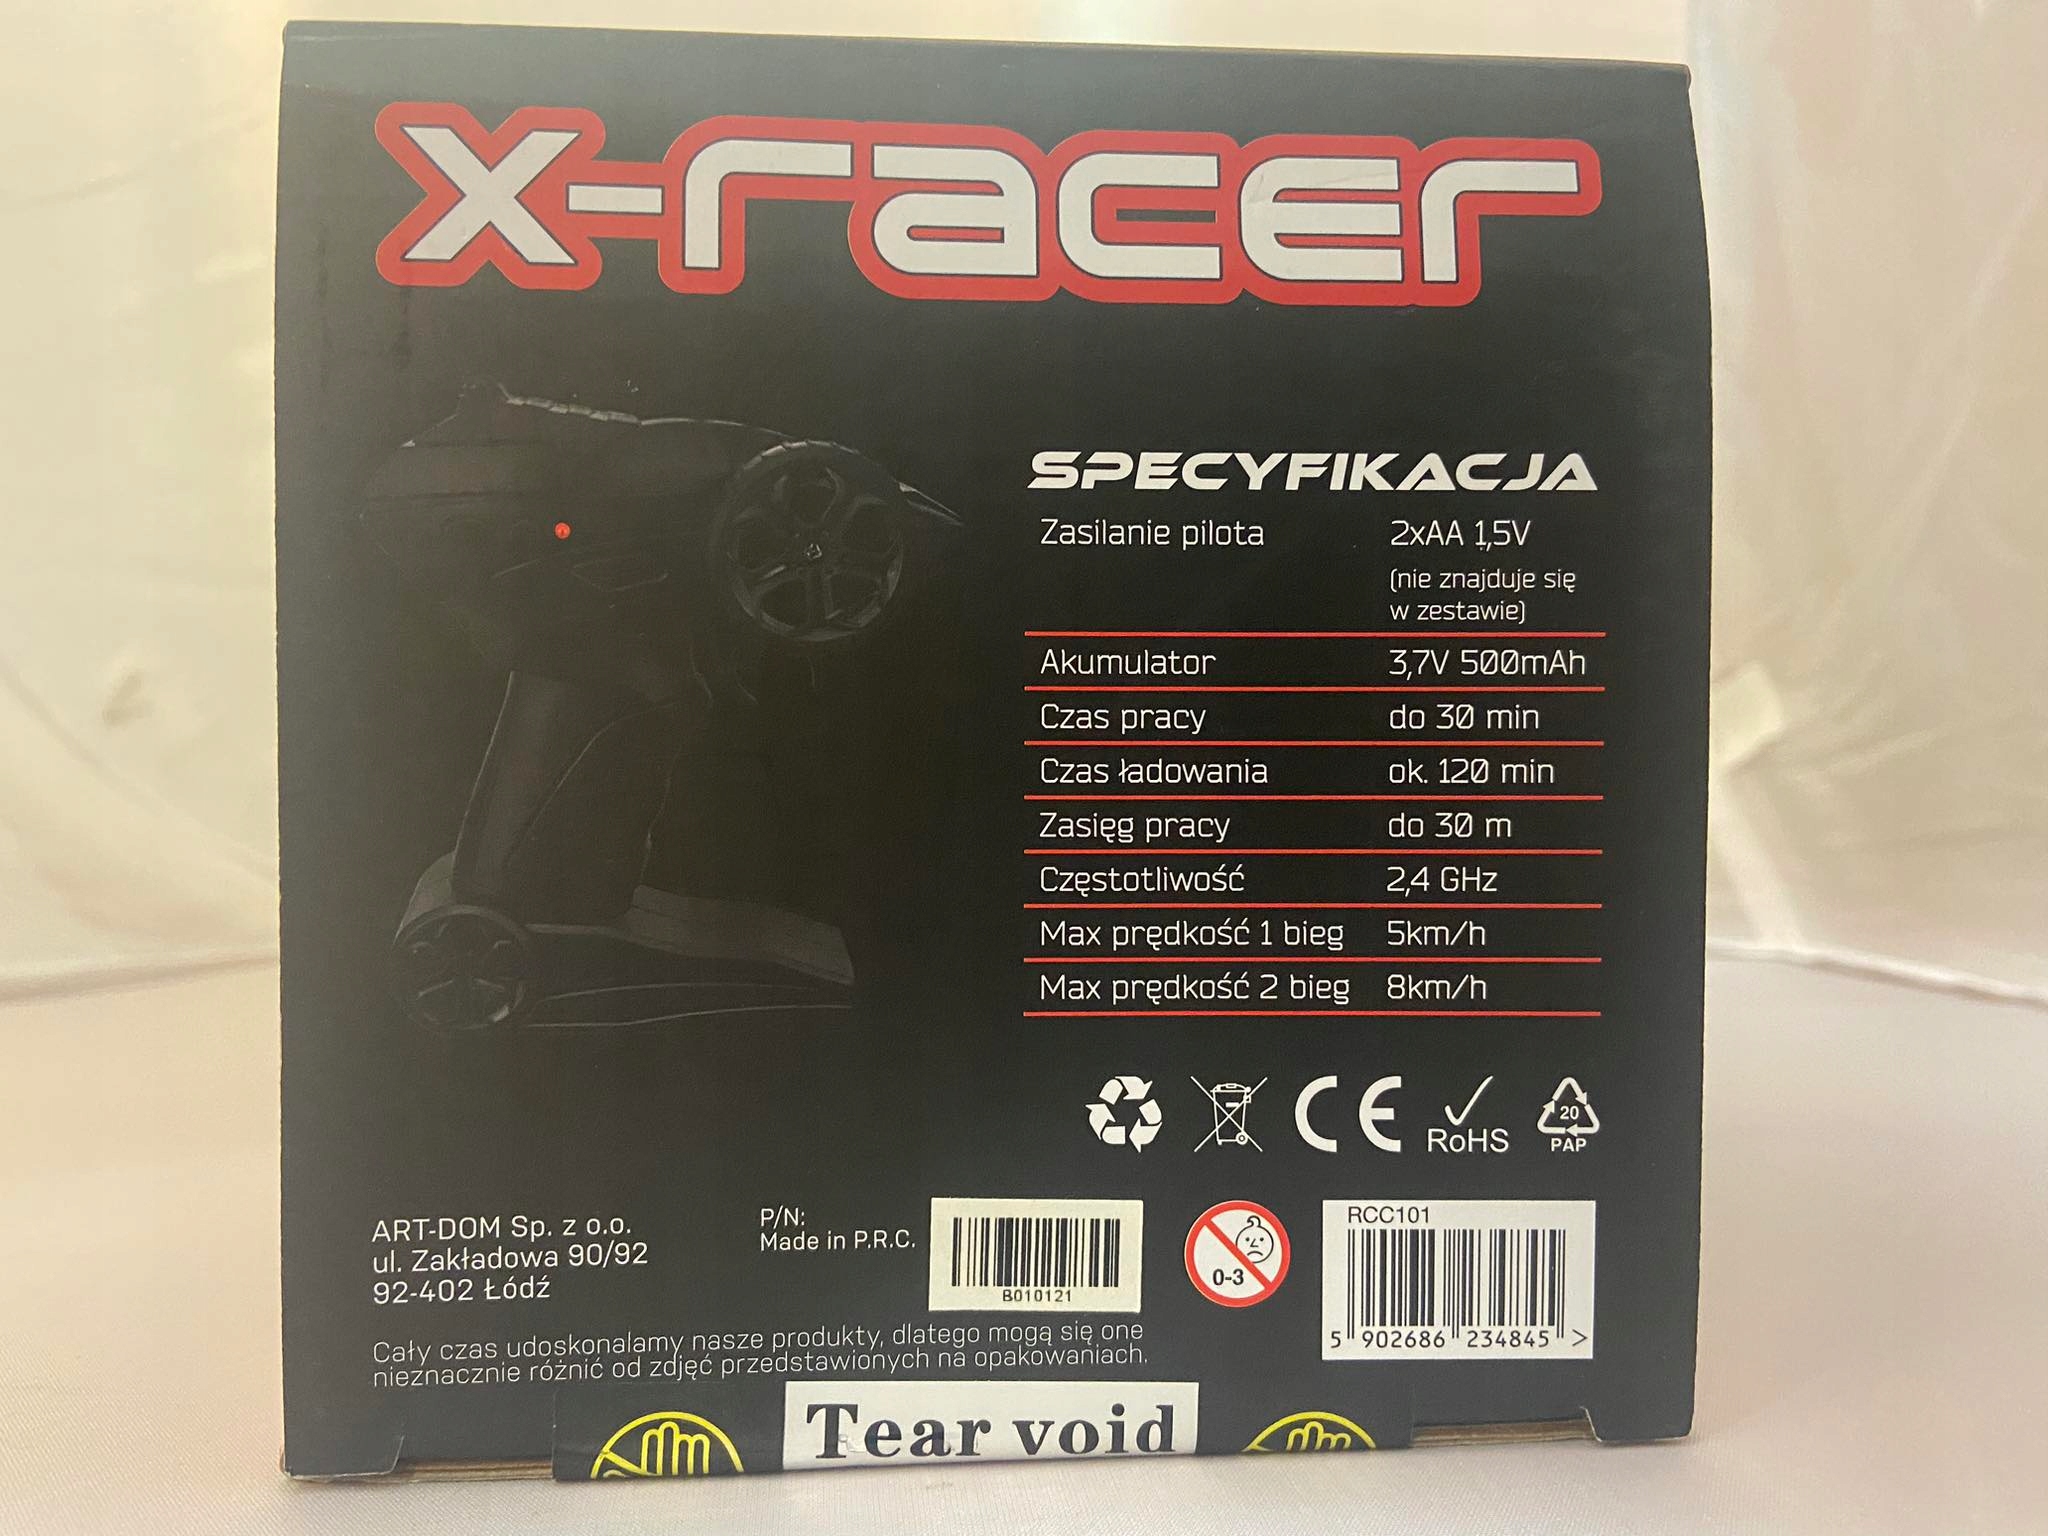 x-racer
SPECYFIKACJA
Zasilanie pilota 2xAA 1,5V
(nie znajduje się
w zestawie)
Akumulator 3,7V 500mAh
Czas pracy do 30 min
Czas ładowania ok. 120 min
Zasięg pracy do 30 m
Częstotliwość 2,4 GHz
Max prędkość 1 bieg 5km/h
Max prędkość 2 bieg 8km/h
CE
RoHS
20
PAP
ART-DOM Sp. z o.o.
ul. Zakładowa 90/92
92-402 Łódź
P/N:
Made in P.R.C.
B010121
0-3
RCC101
5 902686 234845 >
Cały czas udoskonalamy nasze produkty, dlatego mogą się one
nieznacznie różnić od zdjęć przedstawionych na opakowaniach.
Tear void